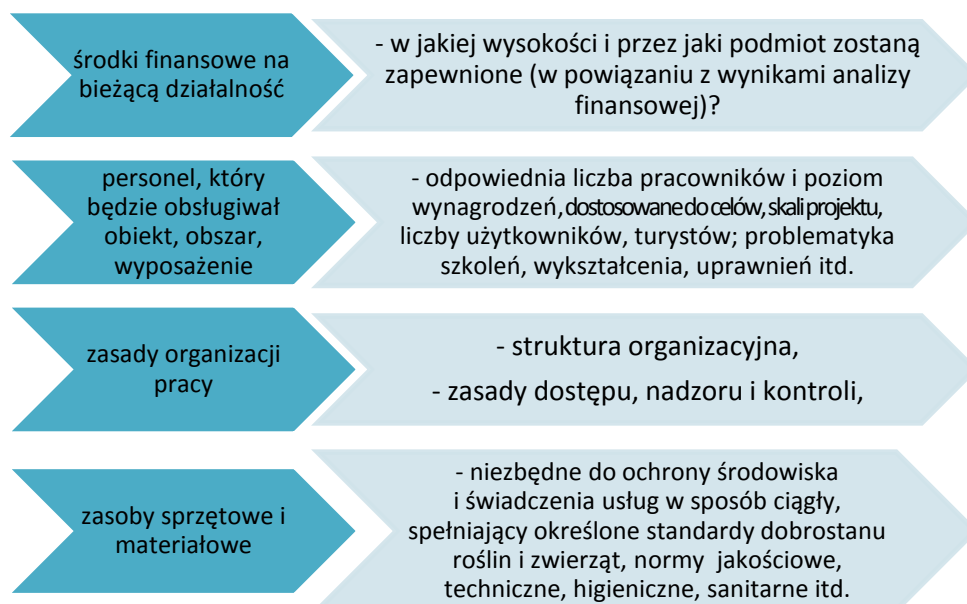 środki finansowe na
bieżącą działalność
- w jakiej wysokości i przez jaki podmiot zostaną
zapewnione (w powiązaniu z wynikami analizy
finansowej)?
personel, który
będzie obsługiwał
obiekt, obszar,
wyposażenie
- odpowiednia liczba pracowników i poziom
wynagrodzeń, dostosowane do celów, skali projektu,
liczby użytkowników, turystów; problematyka
szkoleń, wykształcenia, uprawnień itd.
zasady organizacji
pracy
- struktura organizacyjna,
- zasady dostępu, nadzoru i kontroli,
zasoby sprzętowe i
materiałowe
- niezbędne do ochrony środowiska
i świadczenia usług w sposób ciągły,
spełniający określone standardy dobrostanu
roślin i zwierząt, normy jakościowe,
techniczne, higieniczne, sanitarne itd.